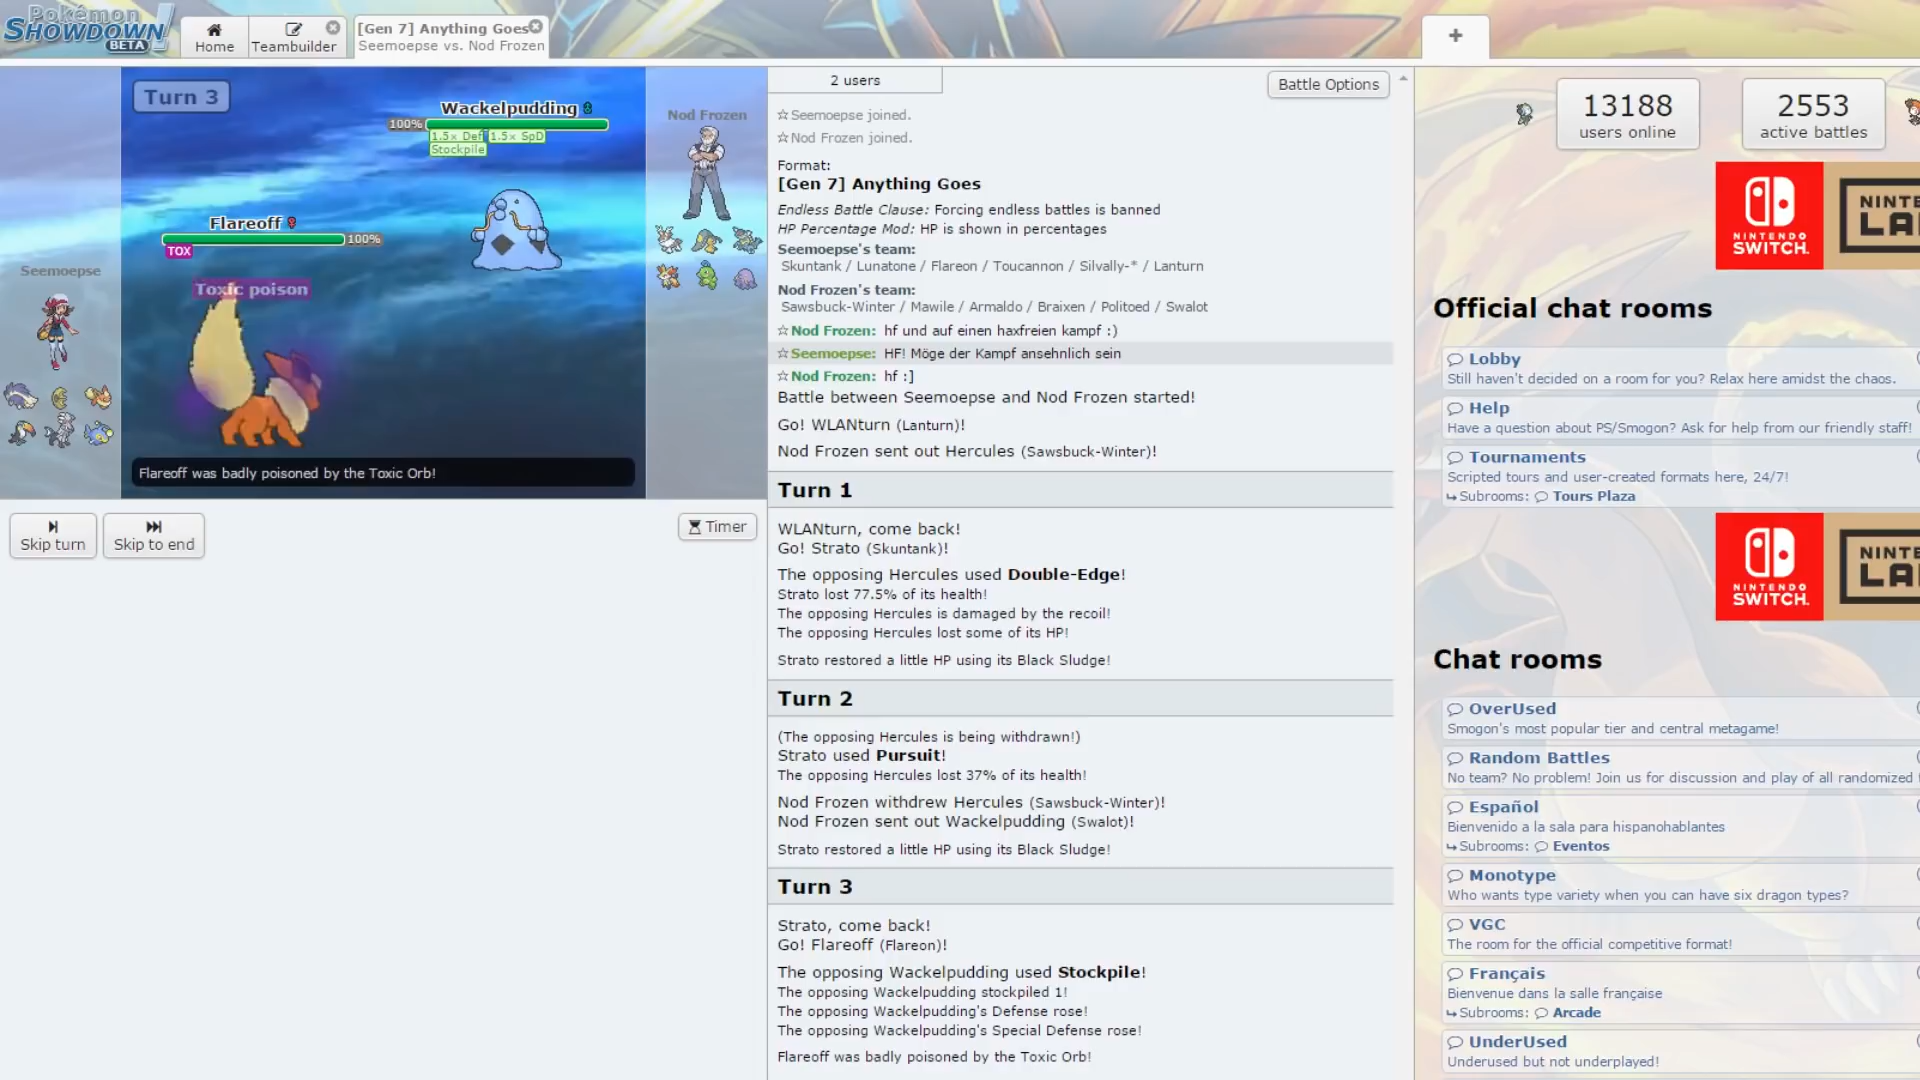 Pokémon
SHOWDOWN!
BETA
Home
Teambuilder
[Gen 7] Anything Goes
Seemoepse vs. Nod Frozen
+
Turn 3
Wackelpudding
100%
1.5× Def 1.5× SpD
Stockpile
Flareoff
100%
TOX
Toxic poison
Flareoff was badly poisoned by the Toxic Orb!
Seemoepse
Nod Frozen
Skip turn
Skip to end
Timer
2 users
Battle Options
☆Seemoepse joined.
☆Nod Frozen joined.
Format:
[Gen 7] Anything Goes
Endless Battle Clause: Forcing endless battles is banned
HP Percentage Mod: HP is shown in percentages
Seemoepse's team:
Skuntank / Lunatone / Flareon / Toucannon / Silvally-* / Lanturn
Nod Frozen's team:
Sawsbuck-Winter / Mawile / Armaldo / Braixen / Politoed / Swalot
☆Nod Frozen: hf und auf einen haxfreien kampf :)
☆Seemoepse: HF! Möge der Kampf ansehnlich sein
☆Nod Frozen: hf :]
Battle between Seemoepse and Nod Frozen started!
Go! WLANturn (Lanturn)!
Nod Frozen sent out Hercules (Sawsbuck-Winter)!
Turn 1
WLANturn, come back!
Go! Strato (Skuntank)!
The opposing Hercules used Double-Edge!
Strato lost 77.5% of its health!
The opposing Hercules is damaged by the recoil!
The opposing Hercules lost some of its HP!
Strato restored a little HP using its Black Sludge!
Turn 2
(The opposing Hercules is being withdrawn!)
Strato used Pursuit!
The opposing Hercules lost 37% of its health!
Nod Frozen withdrew Hercules (Sawsbuck-Winter)!
Nod Frozen sent out Wackelpudding (Swalot)!
Strato restored a little HP using its Black Sludge!
Turn 3
Strato, come back!
Go! Flareoff (Flareon)!
The opposing Wackelpudding used Stockpile!
The opposing Wackelpudding stockpiled 1!
The opposing Wackelpudding's Defense rose!
The opposing Wackelpudding's Special Defense rose!
Flareoff was badly poisoned by the Toxic Orb!
13188
users online
2553
active battles
NINTENDO
SWITCH
NINTE
LA
Official chat rooms
Lobby
Still haven't decided on a room for you? Relax here amidst the chaos.
Help
Have a question about PS/Smogon? Ask for help from our friendly staff!
Tournaments
Scripted tours and user-created formats here, 24/7!
↳Subrooms: Tours Plaza
NINTENDO
SWITCH
NINTE
LA
Chat rooms
OverUsed
Smogon's most popular tier and central metagame!
Random Battles
No team? No problem! Join us for discussion and play of all randomized
Español
Bienvenido a la sala para hispanohablantes
↳Subrooms: Eventos
Monotype
Who wants type variety when you can have six dragon types?
VGC
The room for the official competitive format!
Français
Bienvenue dans la salle française
↳Subrooms: Arcade
UnderUsed
Underused but not underplayed!